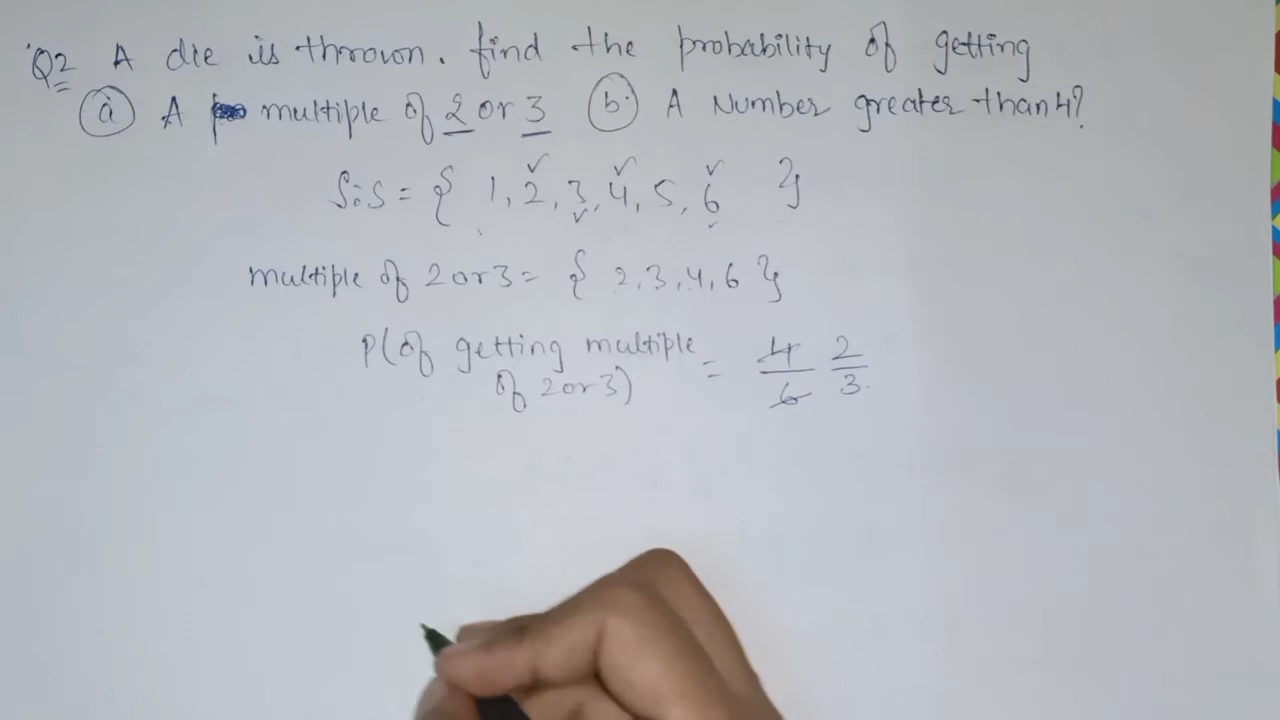 Q2 A die is thrown. find the probability of getting
(a) A multiple of 2 or 3 (b) A Number greater than 4?
S.S = { 1, 2, 3, 4, 5, 6 }
multiple of 2 or 3 = { 2, 3, 4, 6 }
P(of getting multiple of 2 or 3) = 4/6 2/3